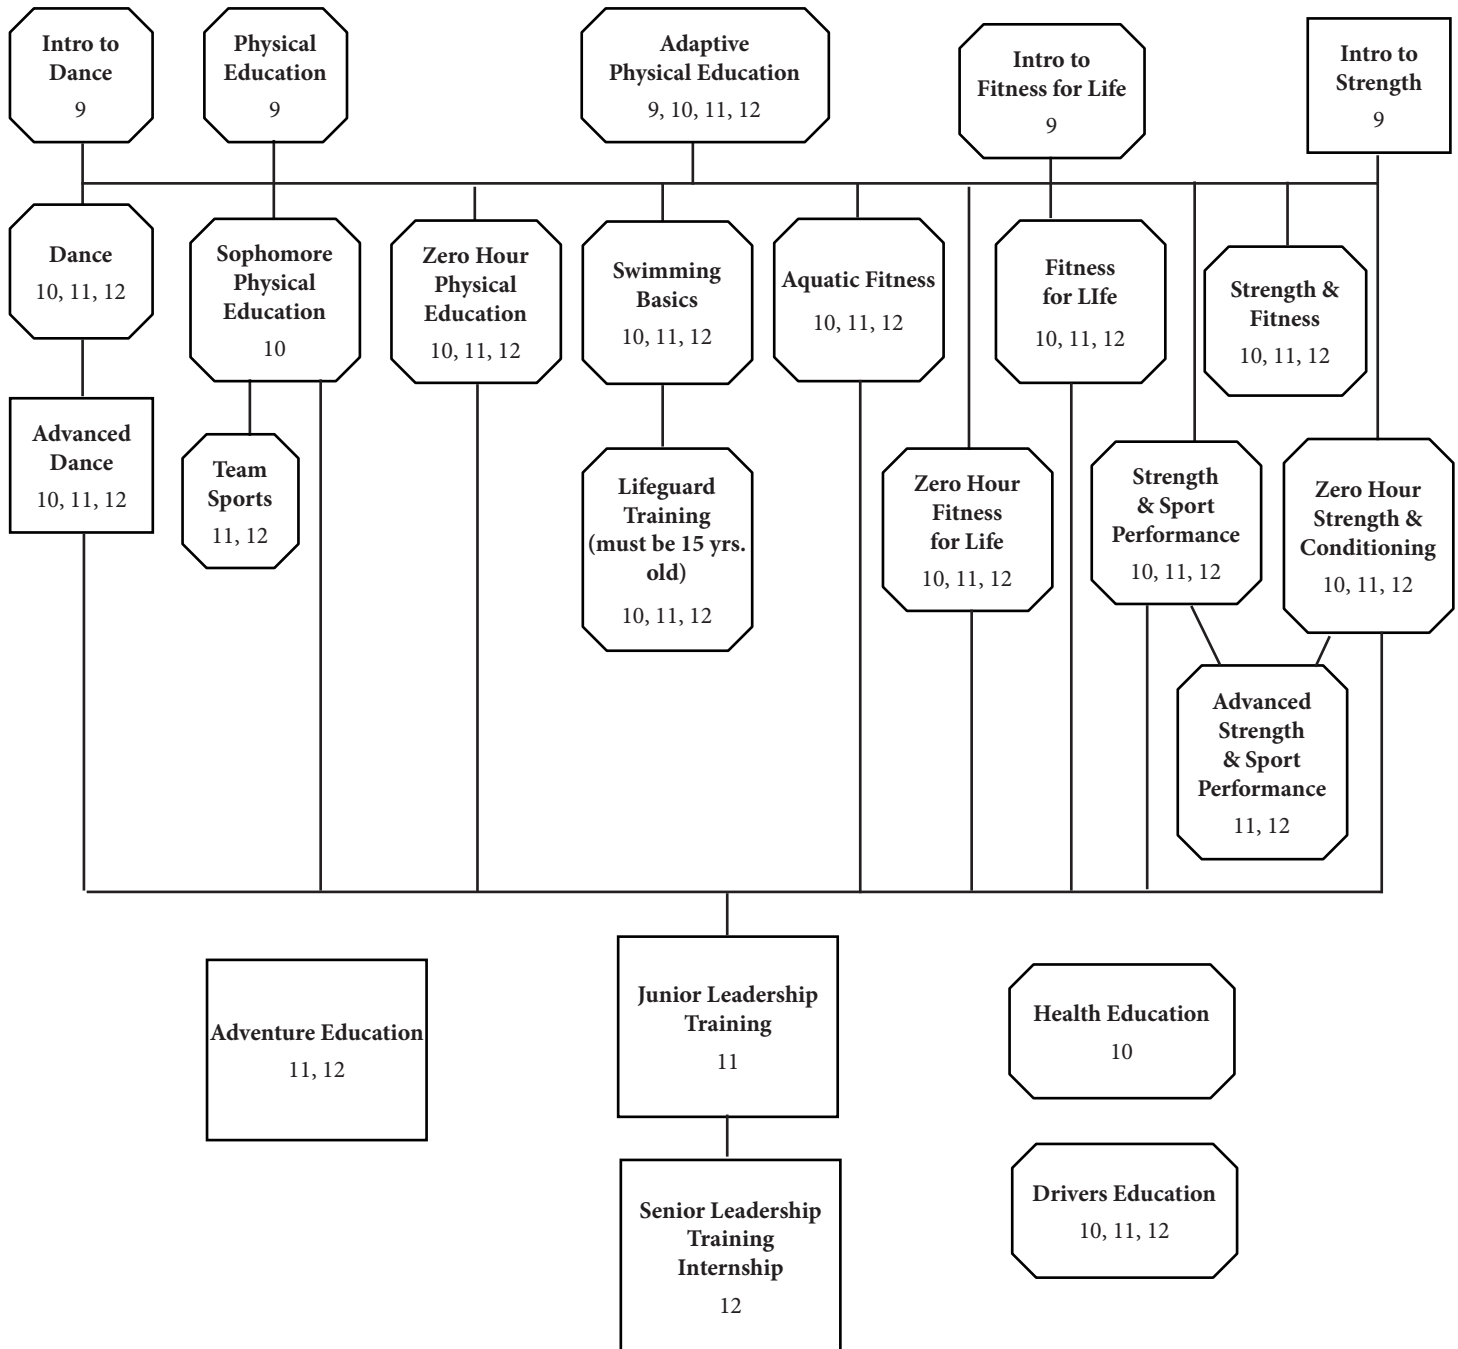 Intro to
Dance
9
Physical
Education
9
Adaptive
Physical Education
9, 10, 11, 12
Intro to
Fitness for Life
9
Intro to
Strength
9
Dance
10, 11, 12
Sophomore
Physical
Education
10
Zero Hour
Physical
Education
10, 11, 12
Swimming
Basics
10, 11, 12
Aquatic Fitness
10, 11, 12
Fitness
for LIfe
10, 11, 12
Strength &
Fitness
10, 11, 12
Advanced
Dance
10, 11, 12
Team
Sports
11, 12
Lifeguard
Training
(must be 15 yrs.
old)
10, 11, 12
Zero Hour
Fitness
for Life
10, 11, 12
Strength
& Sport
Performance
10, 11, 12
Zero Hour
Strength &
Conditioning
10, 11, 12
Advanced
Strength
& Sport
Performance
11, 12
Adventure Education
11, 12
Junior Leadership
Training
11
Health Education
10
Senior Leadership
Training
Internship
12
Drivers Education
10, 11, 12